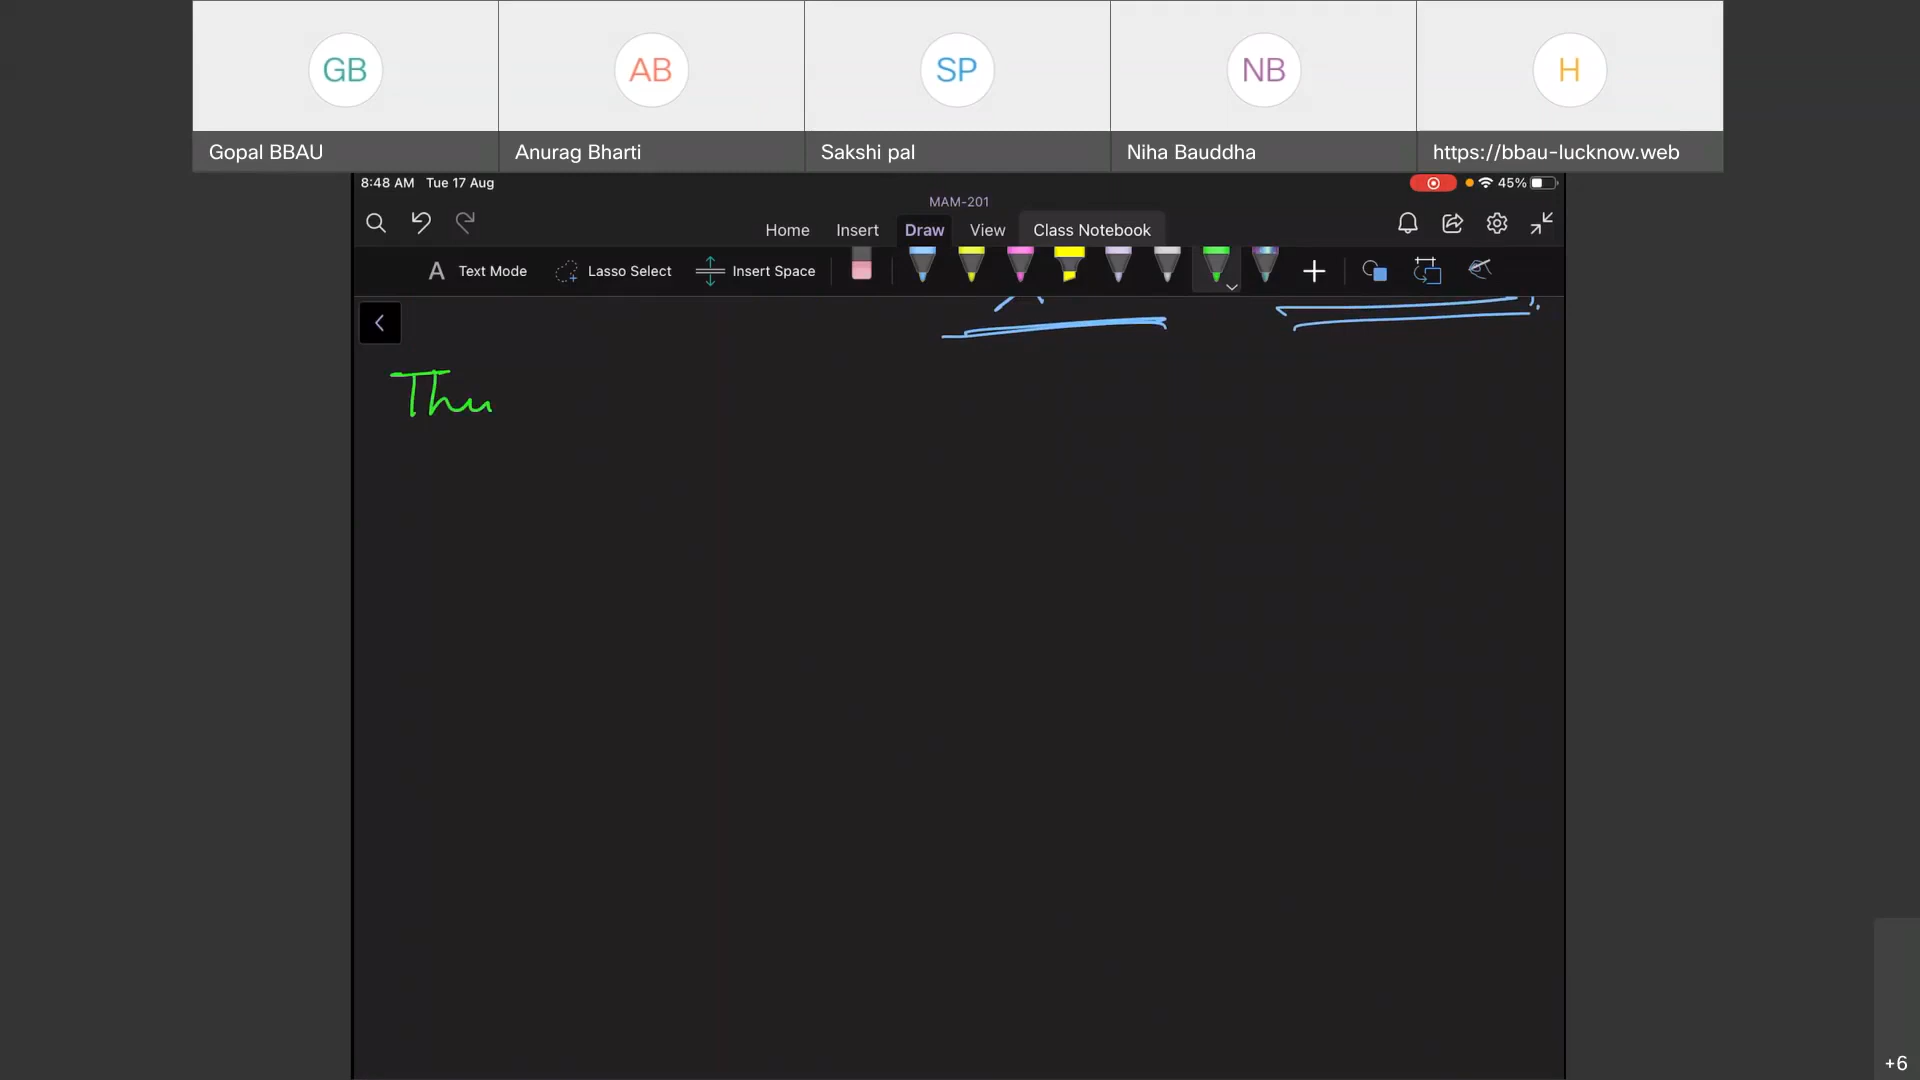 GB AB SP NB H
Gopal BBAU Anurag Bharti Sakshi pal Niha Bauddha https://bbau-lucknow.web
8:48 AM Tue 17 Aug 45%
MAM-201
Home Insert Draw View Class Notebook
A Text Mode Lasso Select Insert Space
Thu
+6